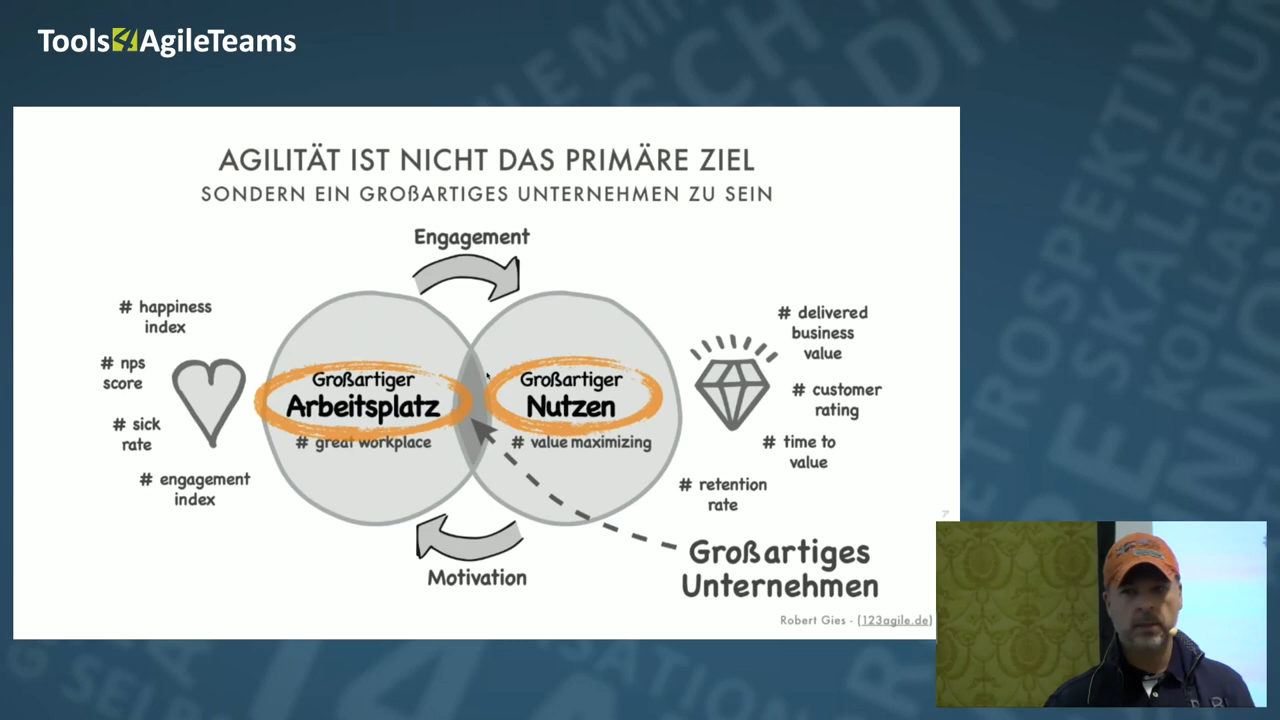 Tools4AgileTeams
AGILITÄT IST NICHT DAS PRIMÄRE ZIEL
SONDERN EIN GROẞARTIGES UNTERNEHMEN ZU SEIN
Engagement
# happiness
index
# nps
score
# sick
rate
# engagement
index
Großartiger
Arbeitsplatz
# great workplace
Großartiger
Nutzen
# value maximizing
# delivered
business
value
# customer
rating
# time to
value
# retention
rate
Motivation
Großartiges
Unternehmen
7
Robert Gies - (123agile.de)